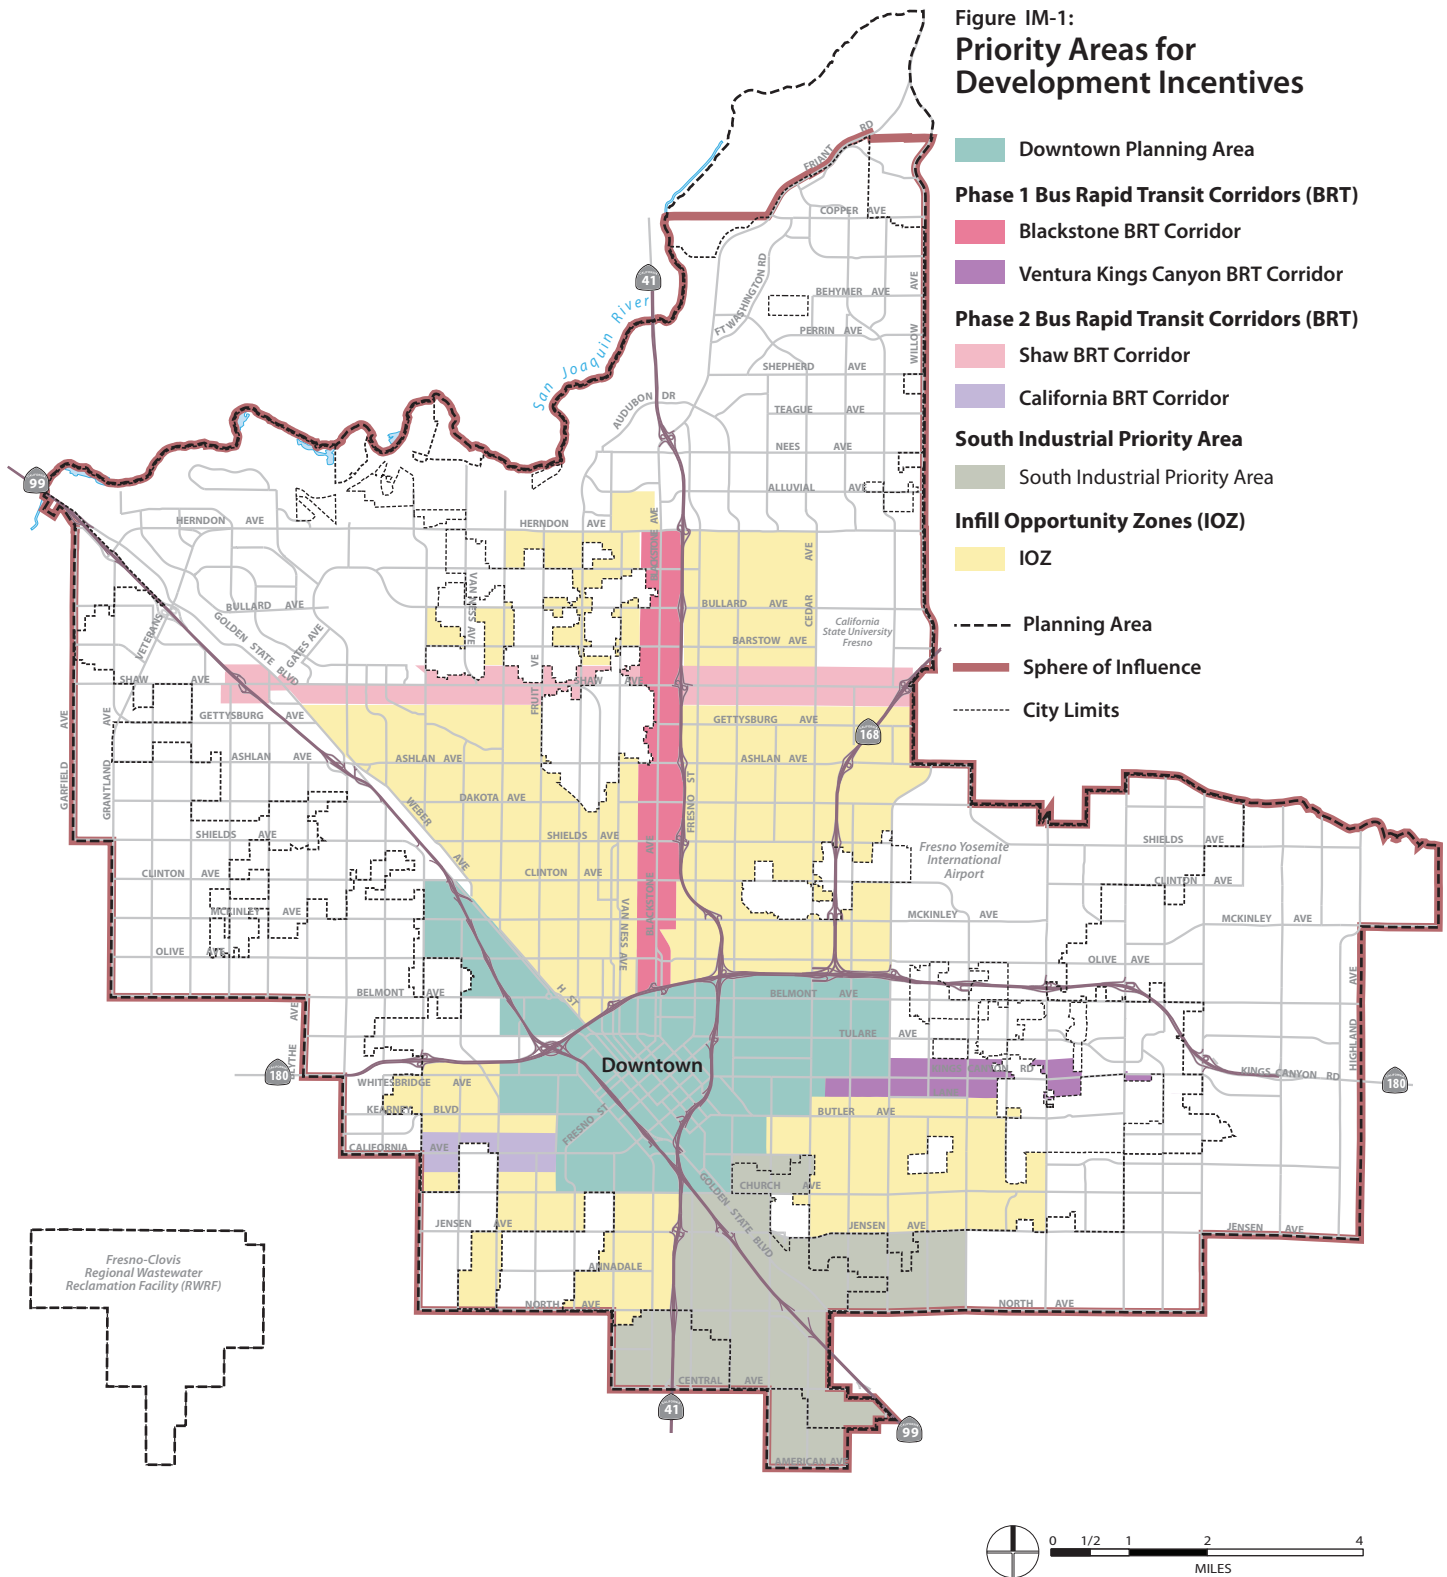 Figure IM-1:
Priority Areas for
Development Incentives
Downtown Planning Area
Phase 1 Bus Rapid Transit Corridors (BRT)
Blackstone BRT Corridor
Ventura Kings Canyon BRT Corridor
Phase 2 Bus Rapid Transit Corridors (BRT)
Shaw BRT Corridor
California BRT Corridor
South Industrial Priority Area
South Industrial Priority Area
Infill Opportunity Zones (IOZ)
IOZ
Planning Area
Sphere of Influence
City Limits
FRIANT RD
COPPER AVE
41
FT WASHINGTON RD
BEHYMER AVE
WILLOW AVE
PERRIN AVE
San Joaquin River
SHEPHERD AVE
AUDUBON DR
TEAGUE AVE
NEES AVE
99
ALLUVIAL AVE
HERNDON AVE
HERNDON AVE
BLACKSTONE AVE
CEDAR AVE
VAN NESS AVE
BULLARD AVE
BULLARD AVE
VETERANS
GOLDEN STATE BLVD
GATES AVE
California
State University
Fresno
BARSTOW AVE
SHAW AVE
SHAW AVE
FRUIT VE
GETTYSBURG AVE
GETTYSBURG AVE
168
GARFIELD AVE
GRANTLAND AVE
ASHLAN AVE
ASHLAN AVE
ASHLAN AVE
FRESNO ST
DAKOTA AVE
WEBER AVE
SHIELDS AVE
SHIELDS AVE
SHIELDS AVE
BLACKSTONE AVE
Fresno Yosemite
International
Airport
CLINTON AVE
CLINTON AVE
CLINTON AVE
MCKINLEY AVE
MCKINLEY AVE
MCKINLEY AVE
VAN NESS AVE
OLIVE AVE
OLIVE AVE
BELMONT AVE
H ST
BELMONT AVE
HIGHLAND AVE
TULARE AVE
YTHE AVE
Downtown
180
WHITESBRIDGE AVE
KINGS CANYON RD
180
KEARNEY BLVD
FRESNO ST
BUTLER AVE
CALIFORNIA AVE
CHURCH AVE
GOLDEN STATE BLVD
JENSEN AVE
JENSEN AVE
JENSEN AVE
Fresno-Clovis
Regional Wastewater
Reclamation Facility (RWRF)
ANNADALE
NORTH AVE
NORTH AVE
CENTRAL AVE
41
99
AMERICAN AVE
0 1/2 1 2 4
MILES